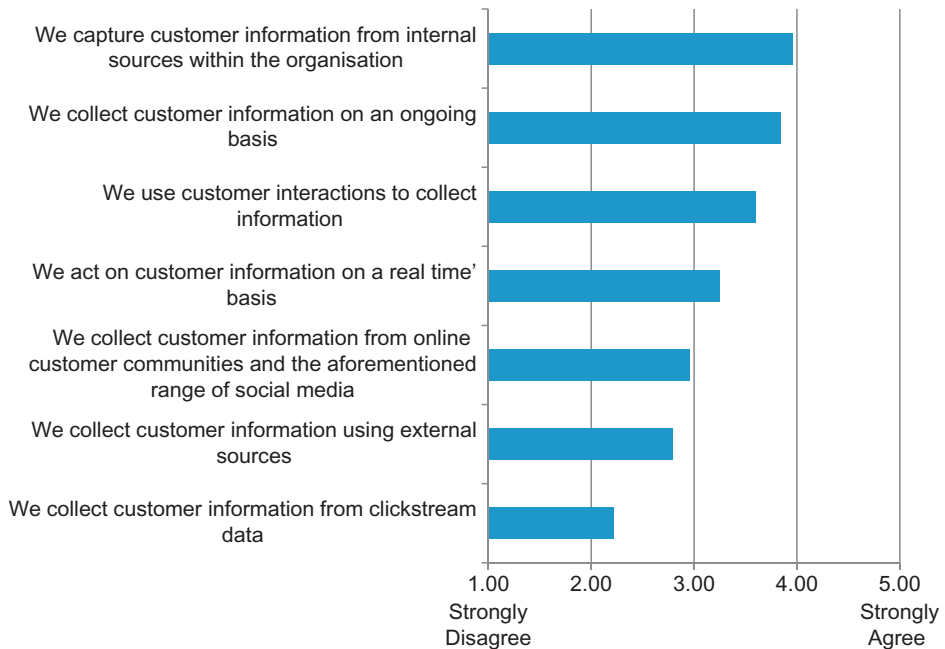 We capture customer information from internal
sources within the organisation
We collect customer information on an ongoing
basis
We use customer interactions to collect
information
We act on customer information on a real time’
basis
We collect customer information from online
customer communities and the aforementioned
range of social media
We collect customer information using external
sources
We collect customer information from clickstream
data
1.00 2.00 3.00 4.00 5.00
Strongly Strongly
Disagree Agree